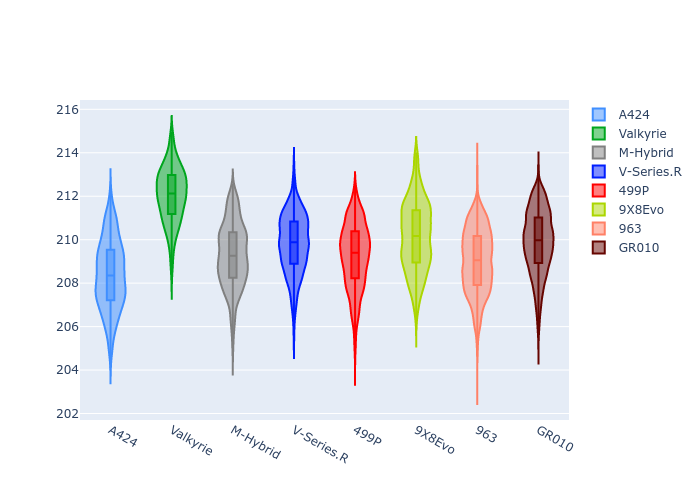 216
214
212
210
208
206
204
202
A424
Valkyrie
M-Hybrid
V-Series.R
499P
9X8Evo
963
GR010
A424
Valkyrie
M-Hybrid
V-Series.R
499P
9X8Evo
963
GR010